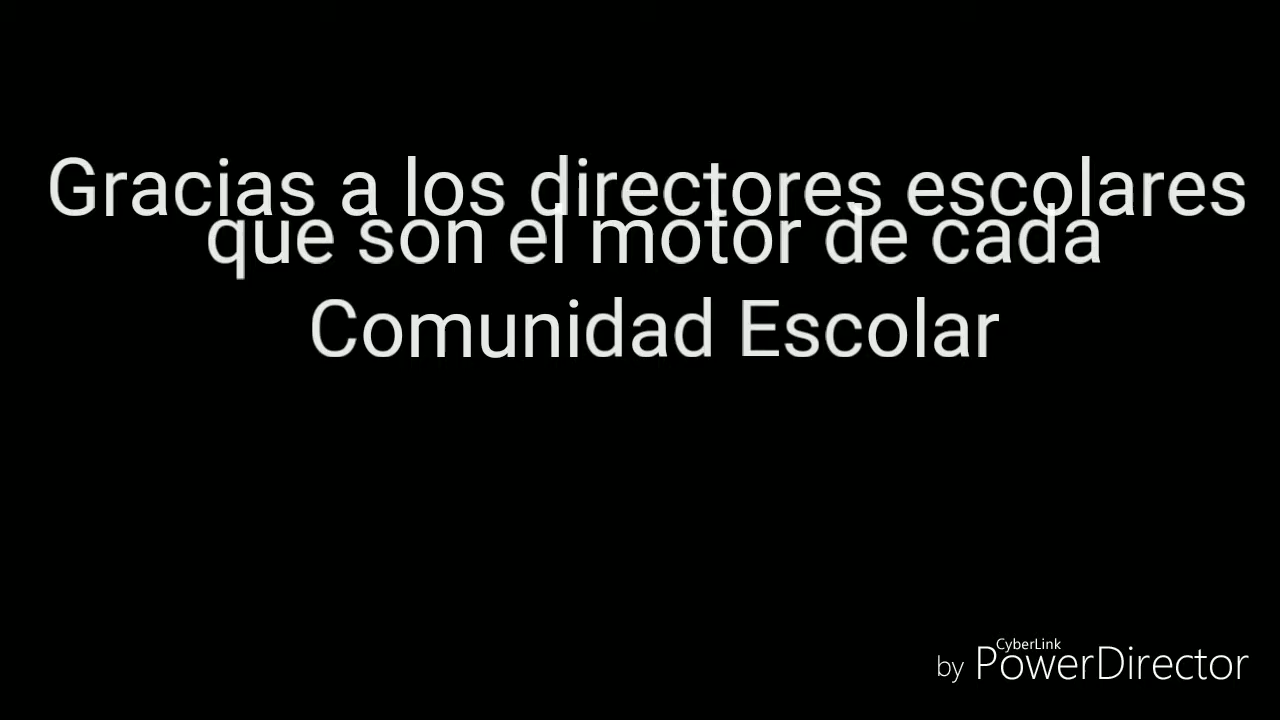 Gracias a los directores escolares
que son el motor de cada
Comunidad Escolar
CyberLink
by PowerDirector